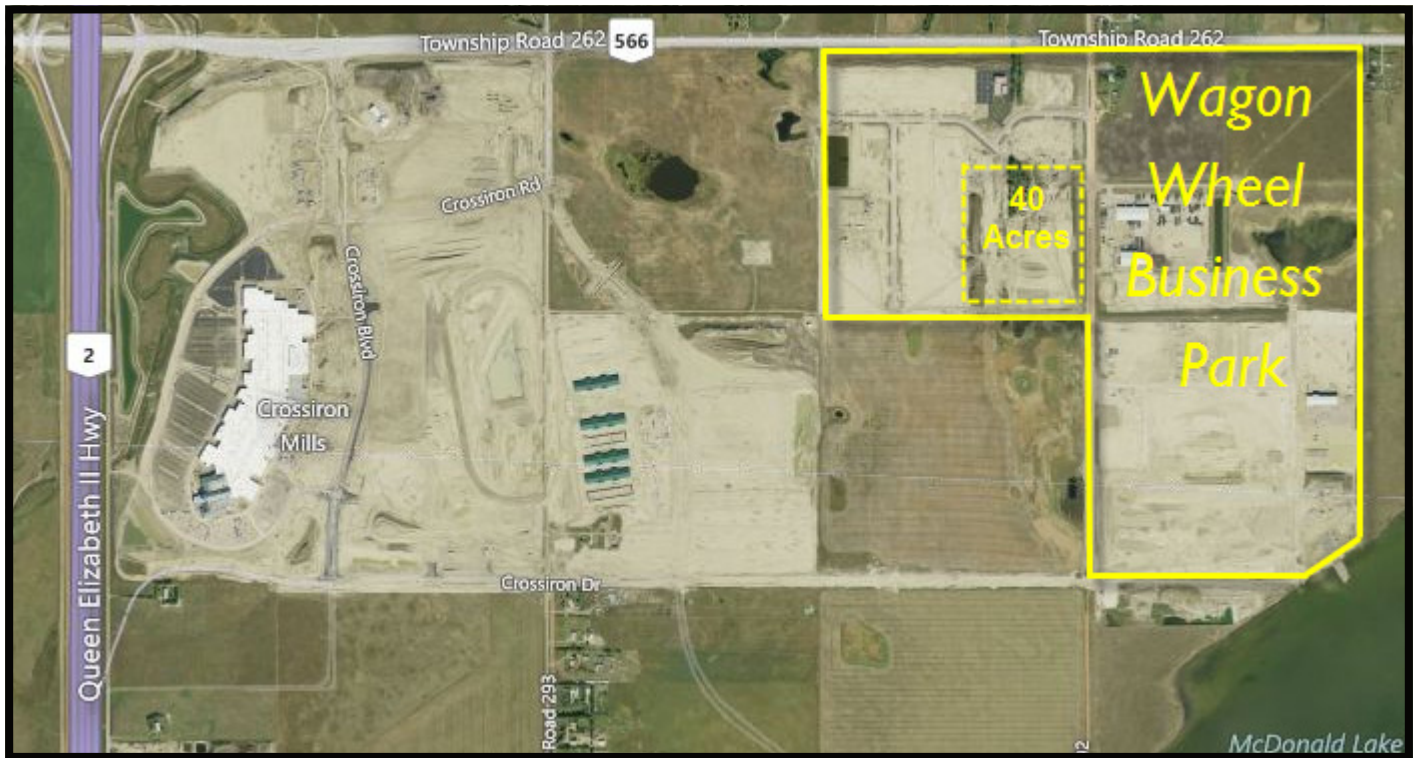 Township Road 262
566
Township Road 262
Wagon
Wheel
Business
Park
40
Acres
Crossiron Rd
Crossiron Blvd
2
Crossiron
Mills
Queen Elizabeth II Hwy
Crossiron Dr
Road 293
McDonald Lake